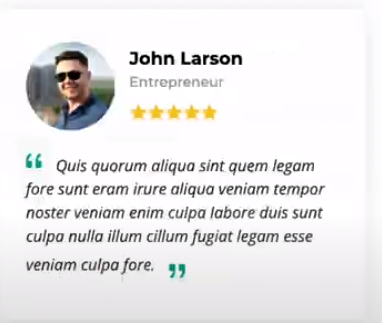 John Larson
Entrepreneur
“ Quis quorum aliqua sint quem legam
fore sunt eram irure aliqua veniam tempor
noster veniam enim culpa labore duis sunt
culpa nulla illum cillum fugiat legam esse
veniam culpa fore. ”